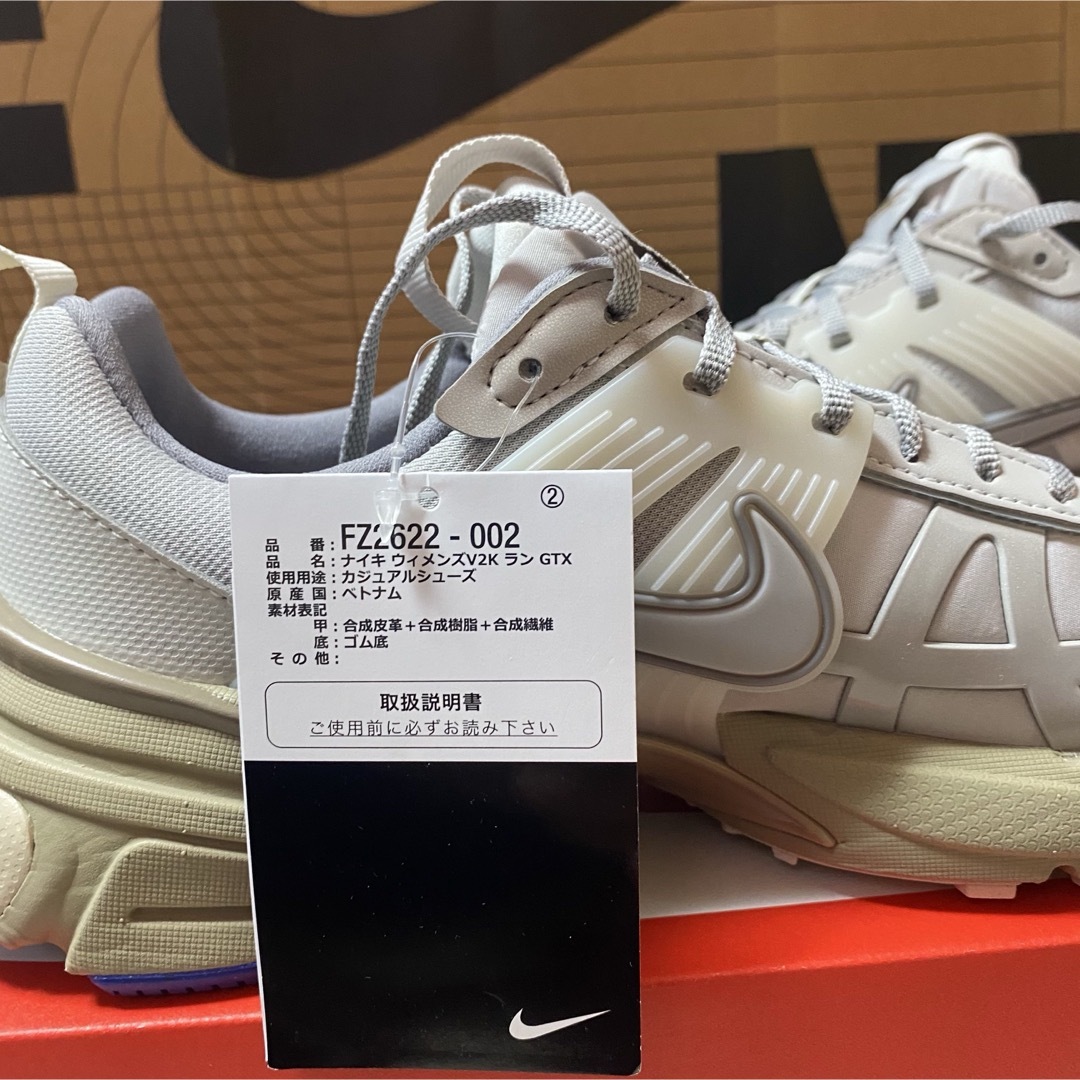 ②
品 番：FZ2622 - 002
品 名：ナイキ ウィメンズV2K ラン GTX
使用用途：カジュアルシューズ
原 産 国：ベトナム
素材表記
甲：合成皮革＋合成樹脂＋合成繊維
底：ゴム底
そ の 他：
取扱説明書
ご使用前に必ずお読み下さい